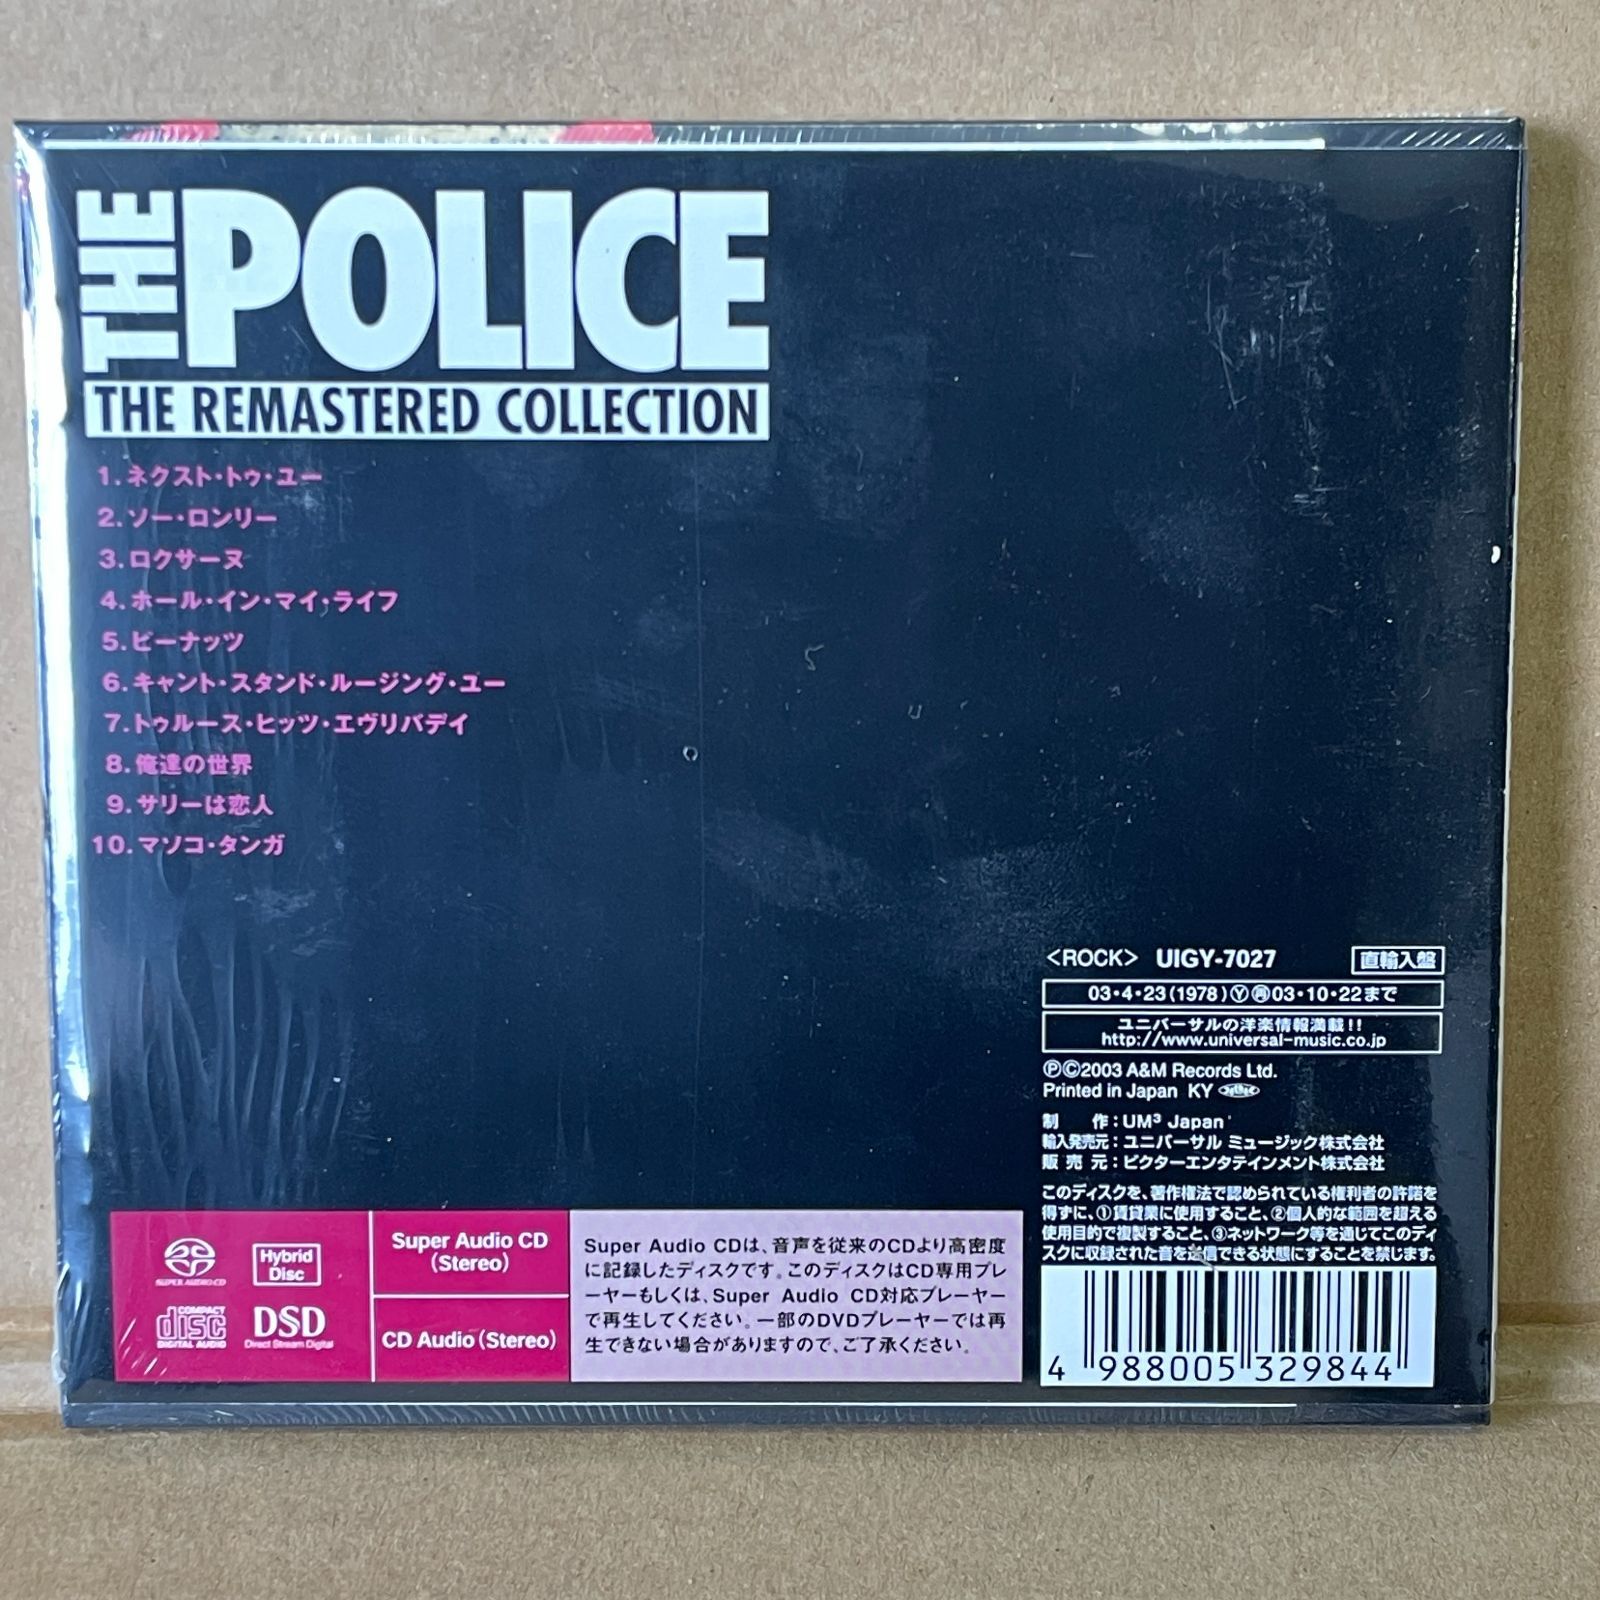 THE POLICE
THE REMASTERED COLLECTION
1.ネクスト・トゥ・ユー
2.ソー・ロンリー
3.ロクサーヌ
4.ホール・イン・マイ・ライフ
5.ピーナッツ
6.キャント・スタンド・ルージング・ユー
7.トゥルース・ヒッツ・エヴリバデイ
8.俺達の世界
9.サリーは恋人
10.マソコ・タンガ
<ROCK> UIGY-7027 直輸入盤
03・4・23(1978)Ⓨ㊢03・10・22まで
ユニバーサルの洋楽情報満載!!
http://www.universal-music.co.jp
ⓅⒸ2003 A&M Records Ltd.
Printed in Japan KY
制 作:UM³ Japan
輸入発売元:ユニバーサル ミュージック株式会社
販売元:ビクターエンタテインメント株式会社
このディスクを、著作権法で認められている権利者の許諾を
得ずに、①賃貸業に使用すること、②個人的な範囲を超える
使用目的で複製すること、③ネットワーク等を通じてこのディ
スクに収録された音を送信できる状態にすることを禁じます。
4 988005 329844
SUPER AUDIO CD
Hybrid
Disc
COMPACT
disc
DIGITAL AUDIO
DSD
Direct Stream Digital
Super Audio CD
(Stereo)
CD Audio(Stereo)
Super Audio CDは、音声を従来のCDより高密度
に記録したディスクです。このディスクはCD専用プレ
ーヤーもしくは、Super Audio CD対応プレーヤー
で再生してください。一部のDVDプレーヤーでは再
生できない場合がありますので、ご了承ください。